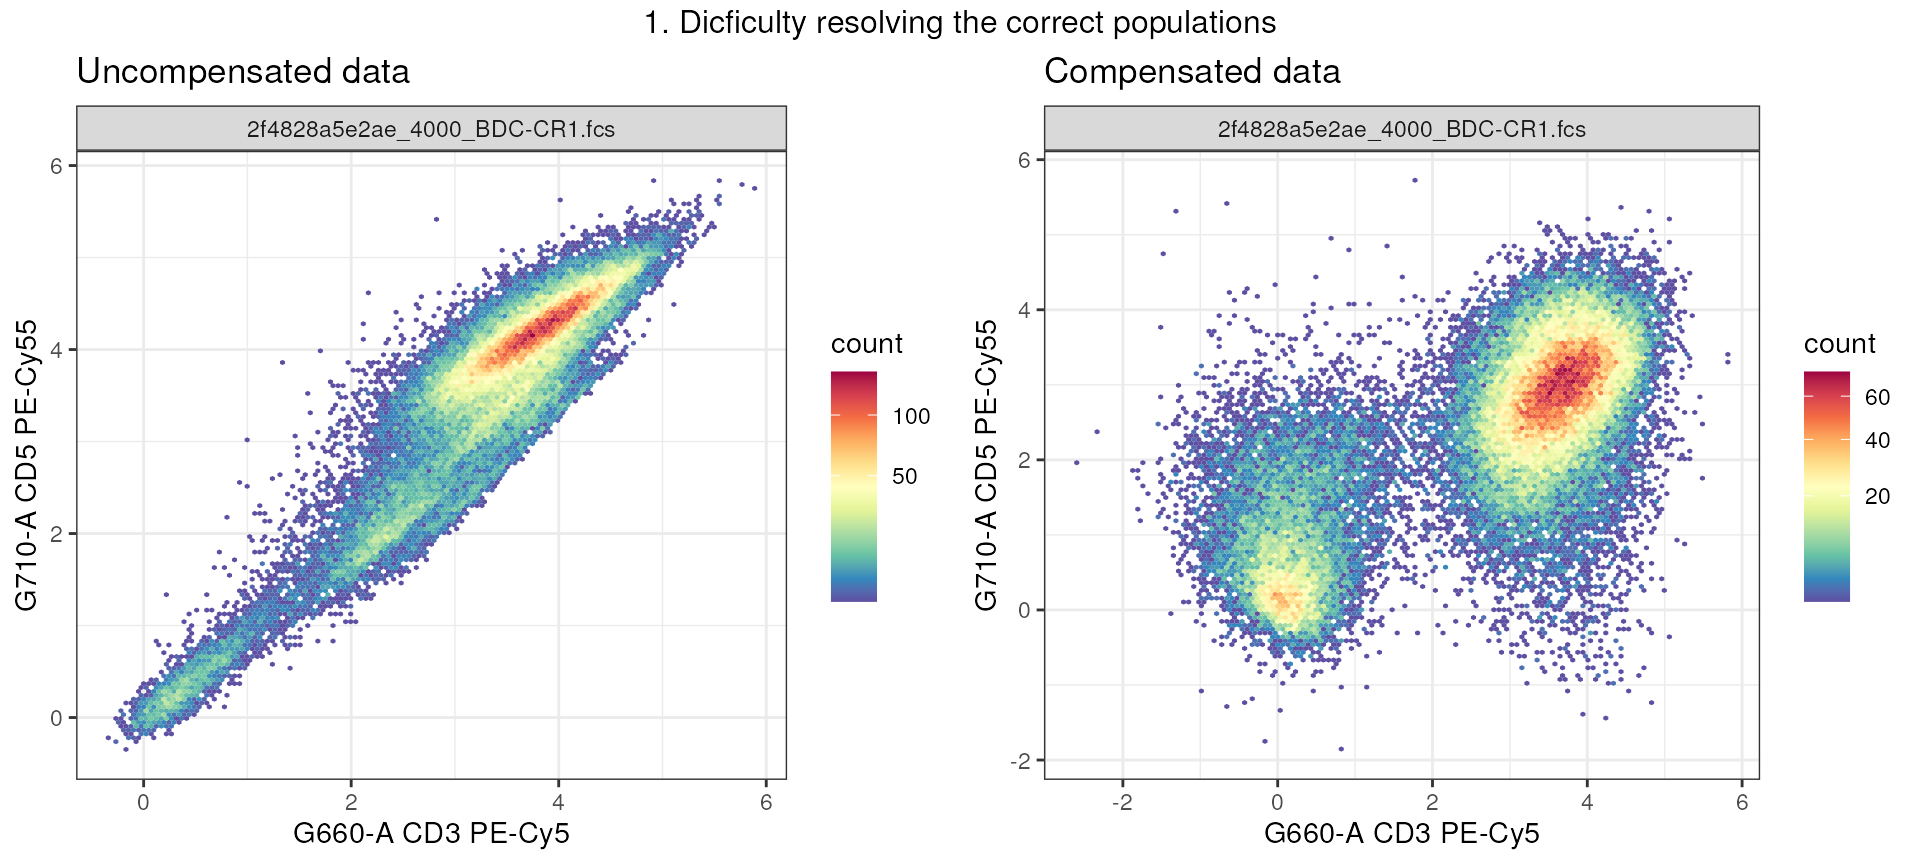 1. Dicficulty resolving the correct populations
Uncompensated data
2f4828a5e2ae_4000_BDC-CR1.fcs
G710-A CD5 PE-Cy55
6
4
2
0
0 2 4 6
G660-A CD3 PE-Cy5
count
100
50
Compensated data
2f4828a5e2ae_4000_BDC-CR1.fcs
G710-A CD5 PE-Cy55
6
4
2
0
-2
-2 0 2 4 6
G660-A CD3 PE-Cy5
count
60
40
20